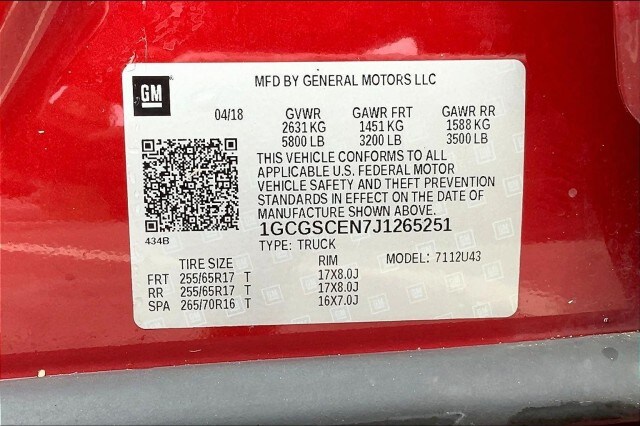 GM
MFD BY GENERAL MOTORS LLC
04/18 GVWR GAWR FRT GAWR RR
2631 KG 1451 KG 1588 KG
5800 LB 3200 LB 3500 LB
THIS VEHICLE CONFORMS TO ALL
APPLICABLE U.S. FEDERAL MOTOR
VEHICLE SAFETY AND THEFT PREVENTION
STANDARDS IN EFFECT ON THE DATE OF
MANUFACTURE SHOWN ABOVE.
434B
1GCGSCEN7J1265251
TYPE: TRUCK MODEL: 7112U43
TIRE SIZE RIM
FRT 255/65R17 T 17X8.0J
RR 255/65R17 T 17X8.0J
SPA 265/70R16 T 16X7.0J